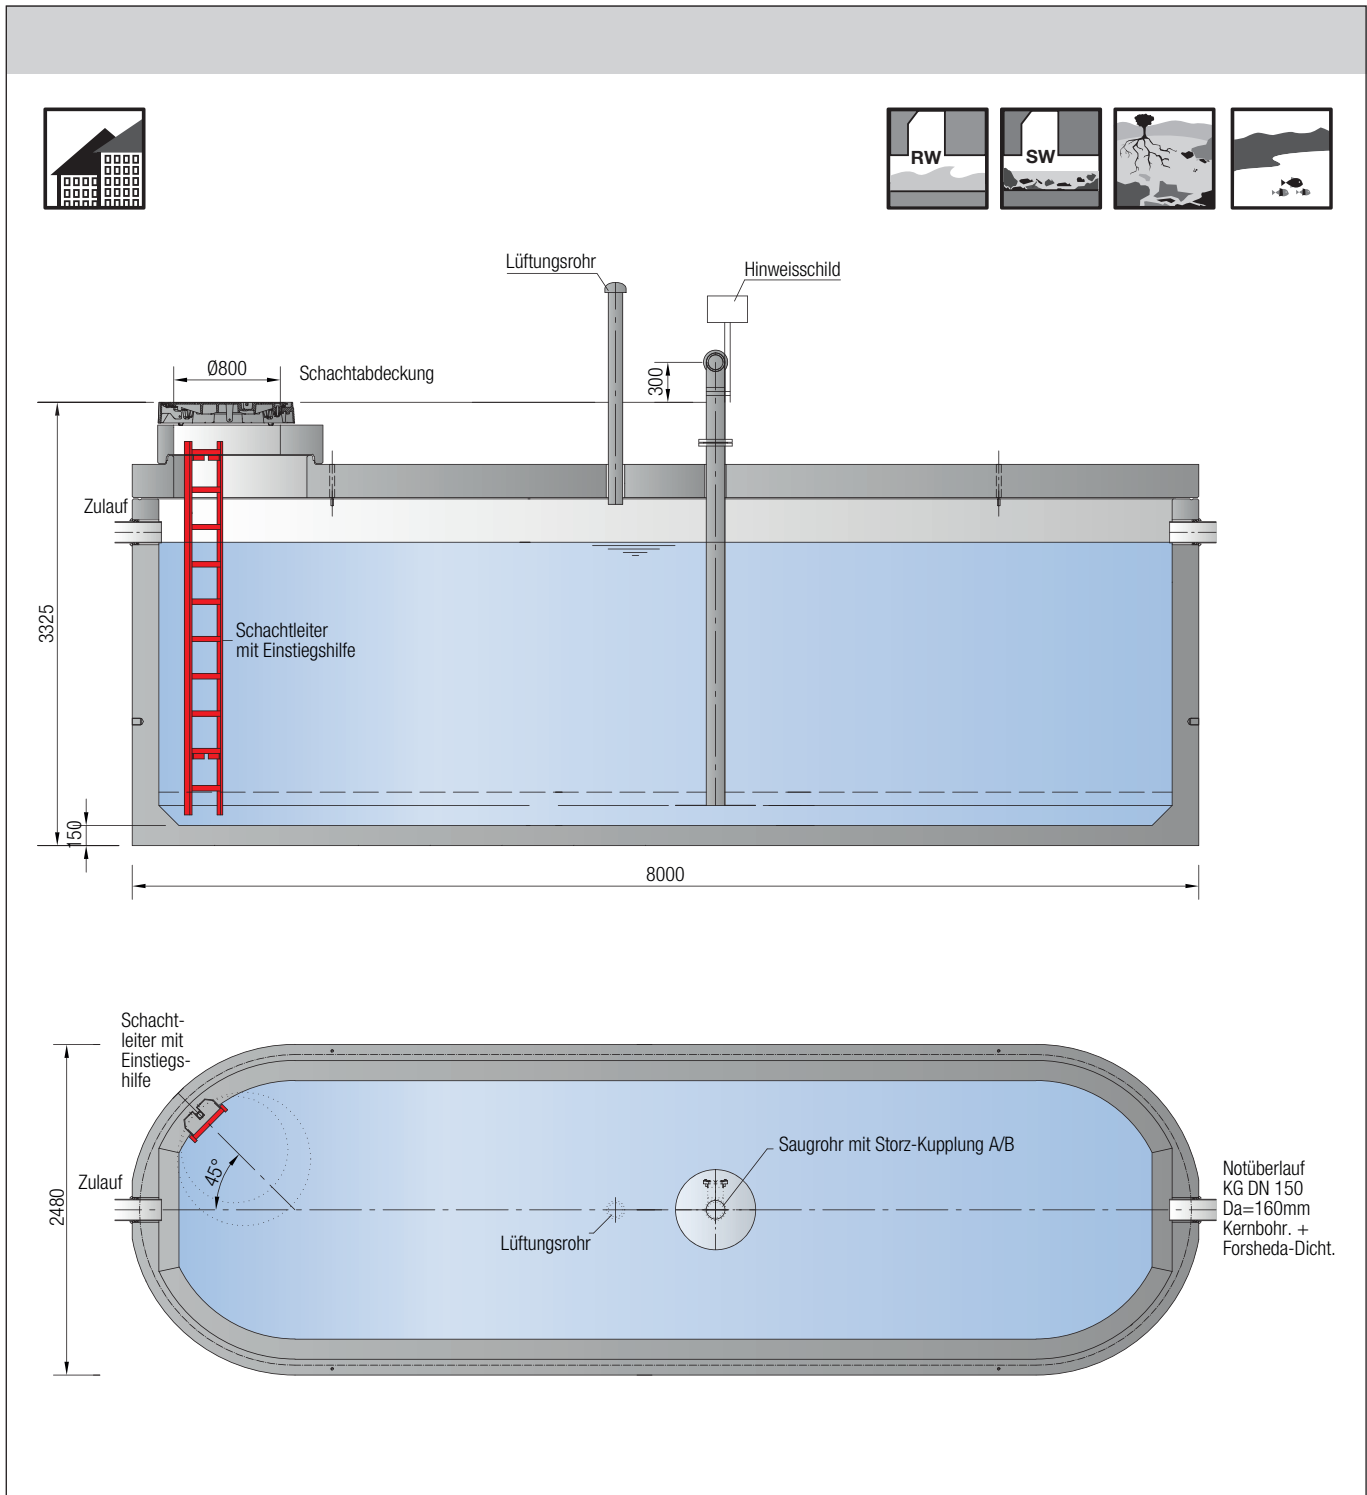 RW
SW
Lüftungsrohr
Hinweisschild
Ø800
Schachtabdeckung
300
Zulauf
3325
Schachtleiter
mit Einstiegshilfe
150
8000
Schacht-
leiter mit
Einstiegs-
hilfe
Saugrohr mit Storz-Kupplung A/B
45°
Zulauf
2480
Lüftungsrohr
Notüberlauf
KG DN 150
Da=160mm
Kernbohr. +
Forsheda-Dicht.